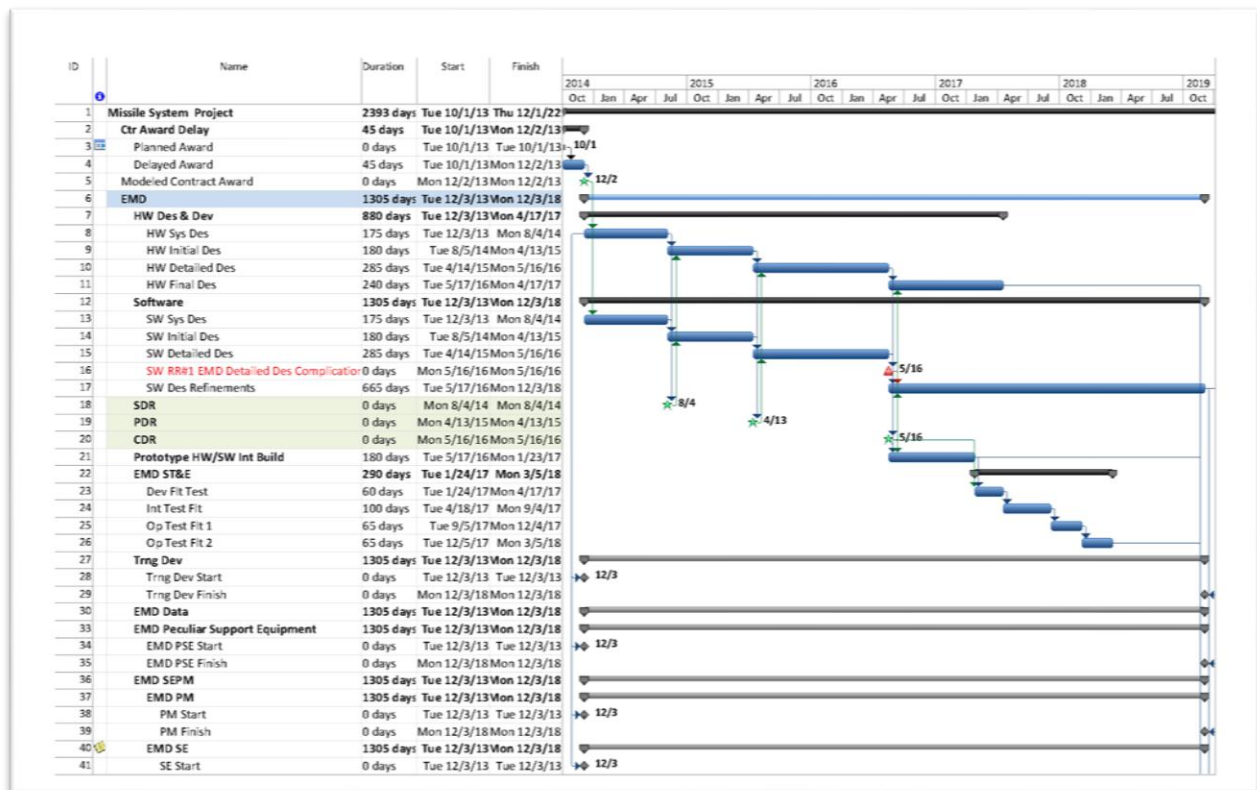 ID Name Duration Start Finish
2014 2015 2016 2017 2018 2019
Oct Jan Apr Jul Oct Jan Apr Jul Oct Jan Apr Jul Oct Jan Apr Jul Oct Jan Apr Jul Oct
1 Missile System Project 2393 days Tue 10/1/13 Thu 12/1/22
2 Ctr Award Delay 45 days Tue 10/1/13 Mon 12/2/13
3 Planned Award 0 days Tue 10/1/13 Tue 10/1/13 10/1
4 Delayed Award 45 days Tue 10/1/13 Mon 12/2/13
5 Modeled Contract Award 0 days Mon 12/2/13 Mon 12/2/13 12/2
6 EMD 1305 days Tue 12/3/13 Mon 12/3/18
7 HW Des & Dev 880 days Tue 12/3/13 Mon 4/17/17
8 HW Sys Des 175 days Tue 12/3/13 Mon 8/4/14
9 HW Initial Des 180 days Tue 8/5/14 Mon 4/13/15
10 HW Detailed Des 285 days Tue 4/14/15 Mon 5/16/16
11 HW Final Des 240 days Tue 5/17/16 Mon 4/17/17
12 Software 1305 days Tue 12/3/13 Mon 12/3/18
13 SW Sys Des 175 days Tue 12/3/13 Mon 8/4/14
14 SW Initial Des 180 days Tue 8/5/14 Mon 4/13/15
15 SW Detailed Des 285 days Tue 4/14/15 Mon 5/16/16
16 SW RR#1 EMD Detailed Des Complication 0 days Mon 5/16/16 Mon 5/16/16 5/16
17 SW Des Refinements 665 days Tue 5/17/16 Mon 12/3/18
18 SDR 0 days Mon 8/4/14 Mon 8/4/14 8/4
19 PDR 0 days Mon 4/13/15 Mon 4/13/15 4/13
20 CDR 0 days Mon 5/16/16 Mon 5/16/16 5/16
21 Prototype HW/SW Int Build 180 days Tue 5/17/16 Mon 1/23/17
22 EMD ST&E 290 days Tue 1/24/17 Mon 3/5/18
23 Dev Flt Test 60 days Tue 1/24/17 Mon 4/17/17
24 Int Test Flt 100 days Tue 4/18/17 Mon 9/4/17
25 Op Test Flt 1 65 days Tue 9/5/17 Mon 12/4/17
26 Op Test Flt 2 65 days Tue 12/5/17 Mon 3/5/18
27 Trng Dev 1305 days Tue 12/3/13 Mon 12/3/18
28 Trng Dev Start 0 days Tue 12/3/13 Tue 12/3/13 12/3
29 Trng Dev Finish 0 days Mon 12/3/18 Mon 12/3/18
30 EMD Data 1305 days Tue 12/3/13 Mon 12/3/18
33 EMD Peculiar Support Equipment 1305 days Tue 12/3/13 Mon 12/3/18
34 EMD PSE Start 0 days Tue 12/3/13 Tue 12/3/13 12/3
35 EMD PSE Finish 0 days Mon 12/3/18 Mon 12/3/18
36 EMD SEPM 1305 days Tue 12/3/13 Mon 12/3/18
37 EMD PM 1305 days Tue 12/3/13 Mon 12/3/18
38 PM Start 0 days Tue 12/3/13 Tue 12/3/13 12/3
39 PM Finish 0 days Mon 12/3/18 Mon 12/3/18
40 EMD SE 1305 days Tue 12/3/13 Mon 12/3/18
41 SE Start 0 days Tue 12/3/13 Tue 12/3/13 12/3